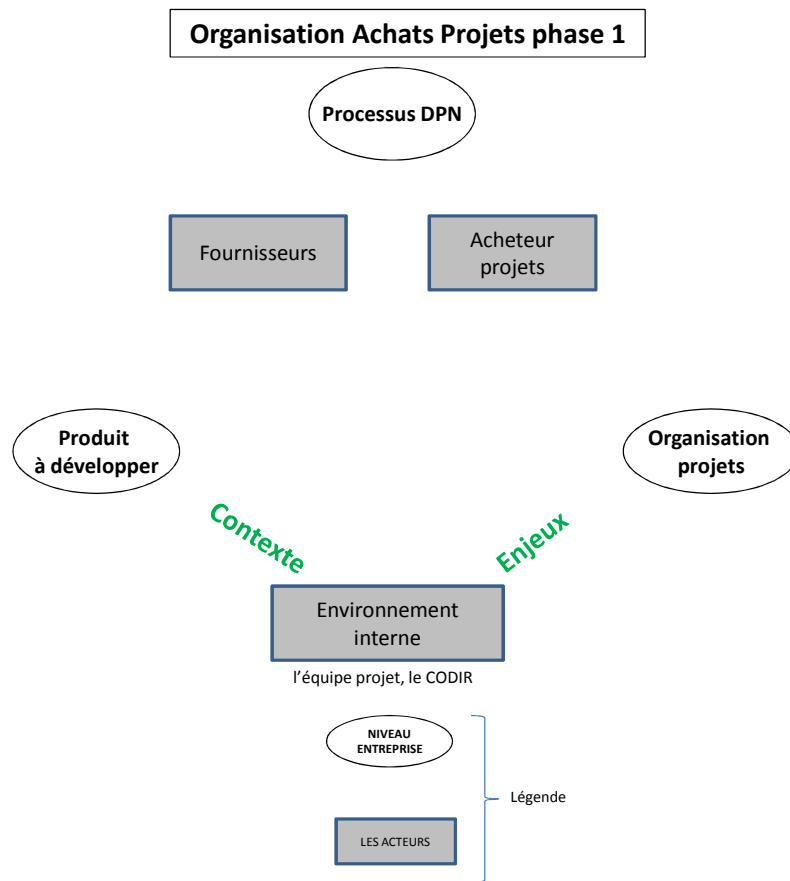 Organisation Achats Projets phase 1
Processus DPN
Fournisseurs
Acheteur
projets
Produit
à développer
Organisation
projets
Contexte
Enjeux
Environnement
interne
l’équipe projet, le CODIR
NIVEAU
ENTREPRISE
Légende
LES ACTEURS